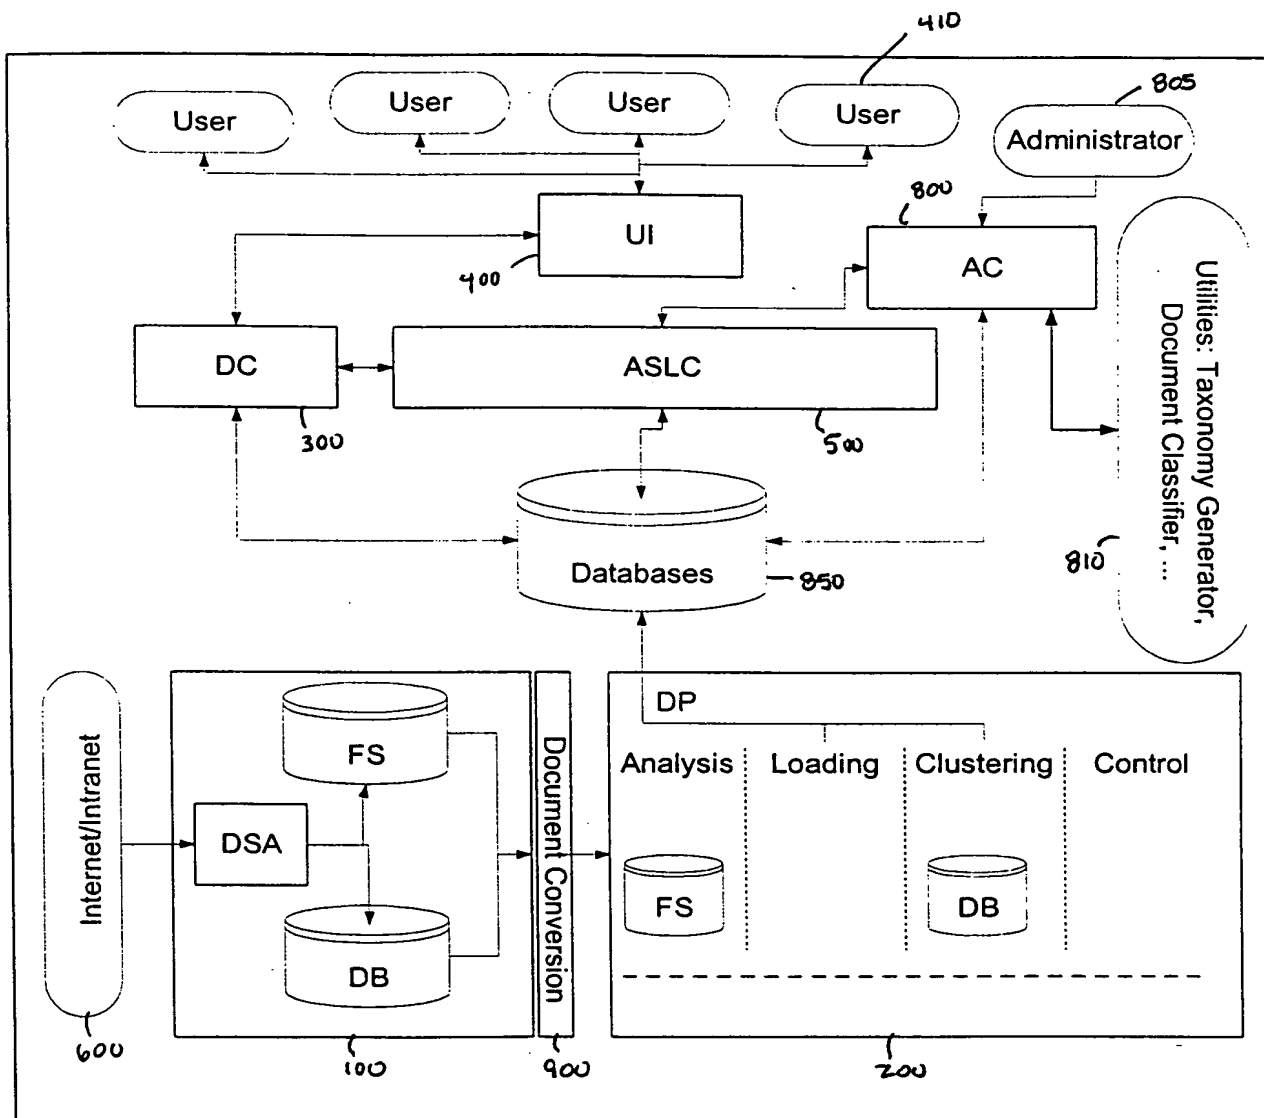 410
User
User
User
User
805
Administrator
800
UI
400
AC
DC
ASLC
300
500
Utilities: Taxonomy Generator,
Document Classifier, ...
810
Databases
850
Internet/Intranet
600
FS
DSA
DB
100
Document Conversion
900
DP
Analysis
Loading
Clustering
Control
FS
DB
200